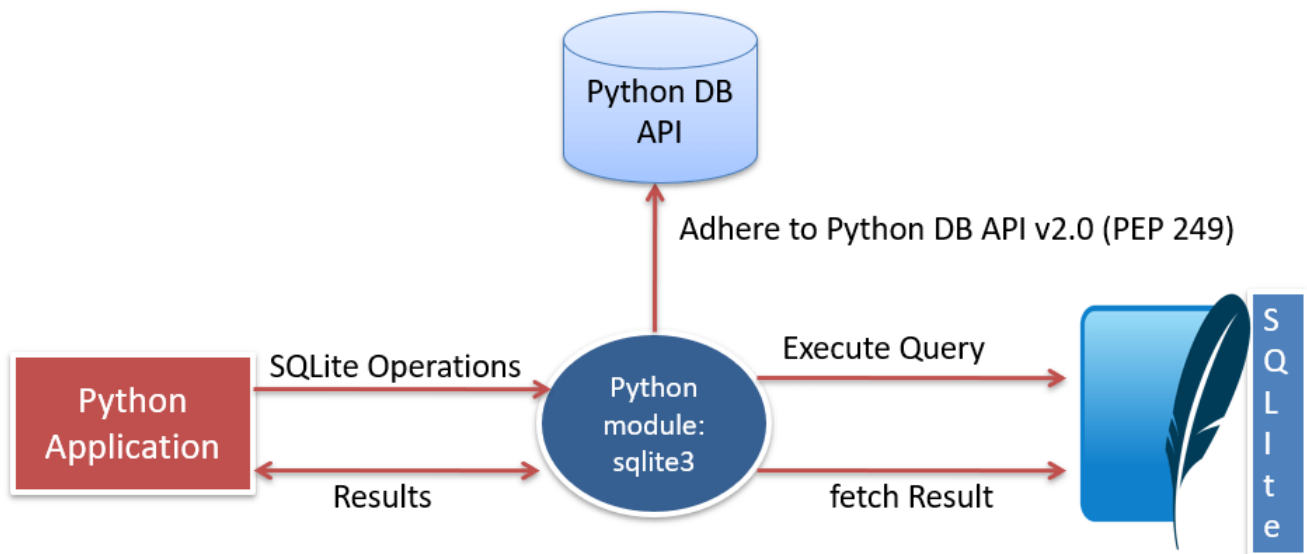 Python DB
API
Adhere to Python DB API v2.0 (PEP 249)
SQLite Operations
Execute Query
Python
Application
Python
module:
sqlite3
Results
fetch Result
S
Q
L
I
t
e